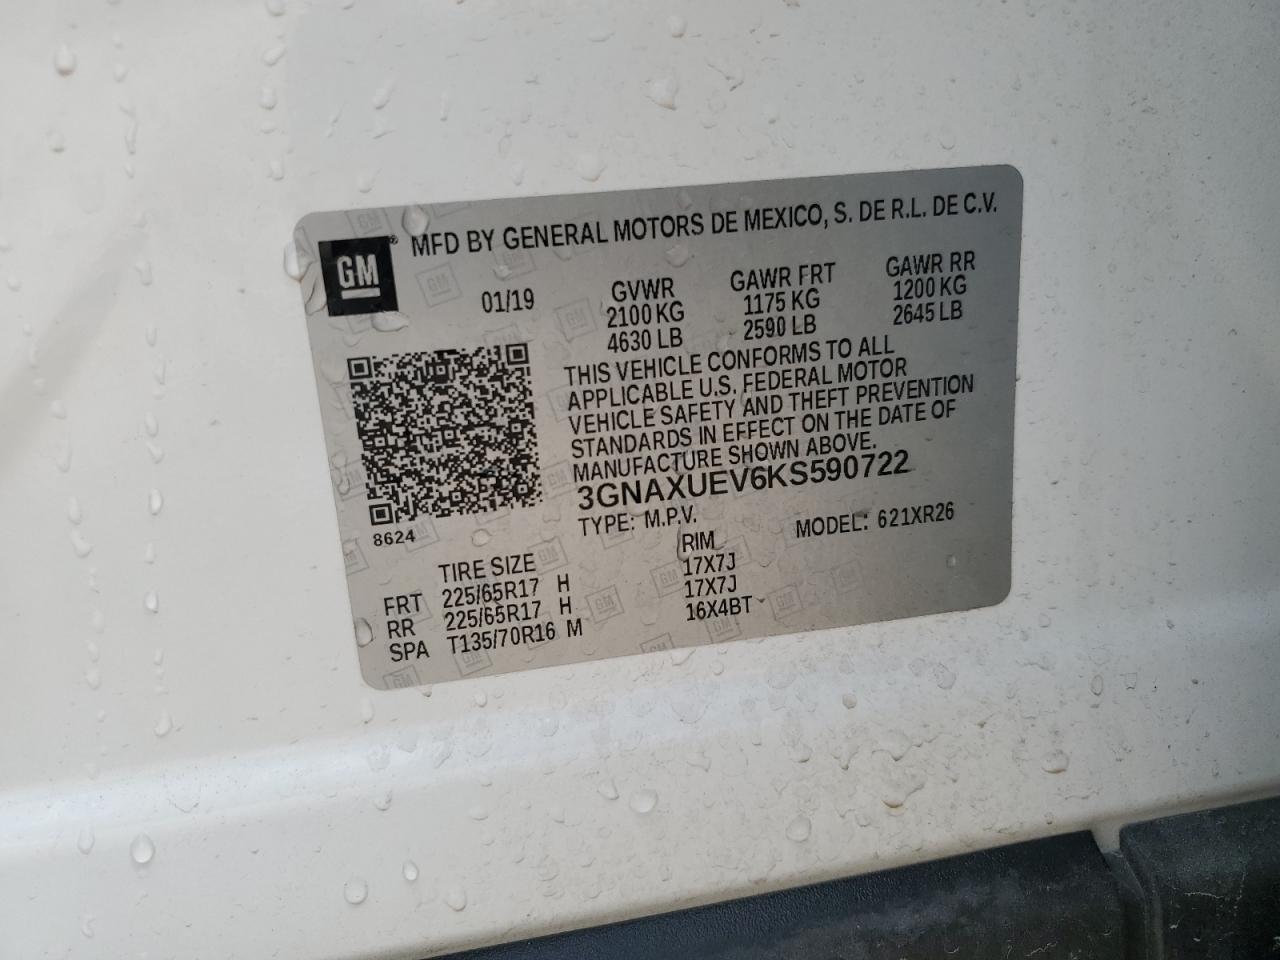 GM® MFD BY GENERAL MOTORS DE MEXICO, S. DE R.L. DE C.V.
01/19
GVWR GAWR FRT GAWR RR
2100 KG 1175 KG 1200 KG
4630 LB 2590 LB 2645 LB
THIS VEHICLE CONFORMS TO ALL
APPLICABLE U.S. FEDERAL MOTOR
VEHICLE SAFETY AND THEFT PREVENTION
STANDARDS IN EFFECT ON THE DATE OF
MANUFACTURE SHOWN ABOVE.
3GNAXUEV6KS590722
8624
TYPE: M.P.V. MODEL: 621XR26
TIRE SIZE RIM
FRT 225/65R17 H 17X7J
RR 225/65R17 H 17X7J
SPA T135/70R16 M 16X4BT